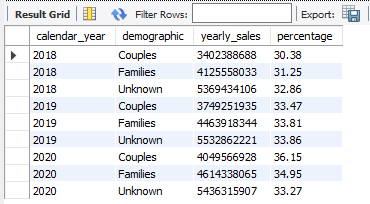 Result Grid Filter Rows: Export:
calendar_year demographic yearly_sales percentage
2018 Couples 3402388688 30.38
2018 Families 4125558033 31.25
2018 Unknown 5369434106 32.86
2019 Couples 3749251935 33.47
2019 Families 4463918344 33.81
2019 Unknown 5532862221 33.86
2020 Couples 4049566928 36.15
2020 Families 4614338065 34.95
2020 Unknown 5436315907 33.27